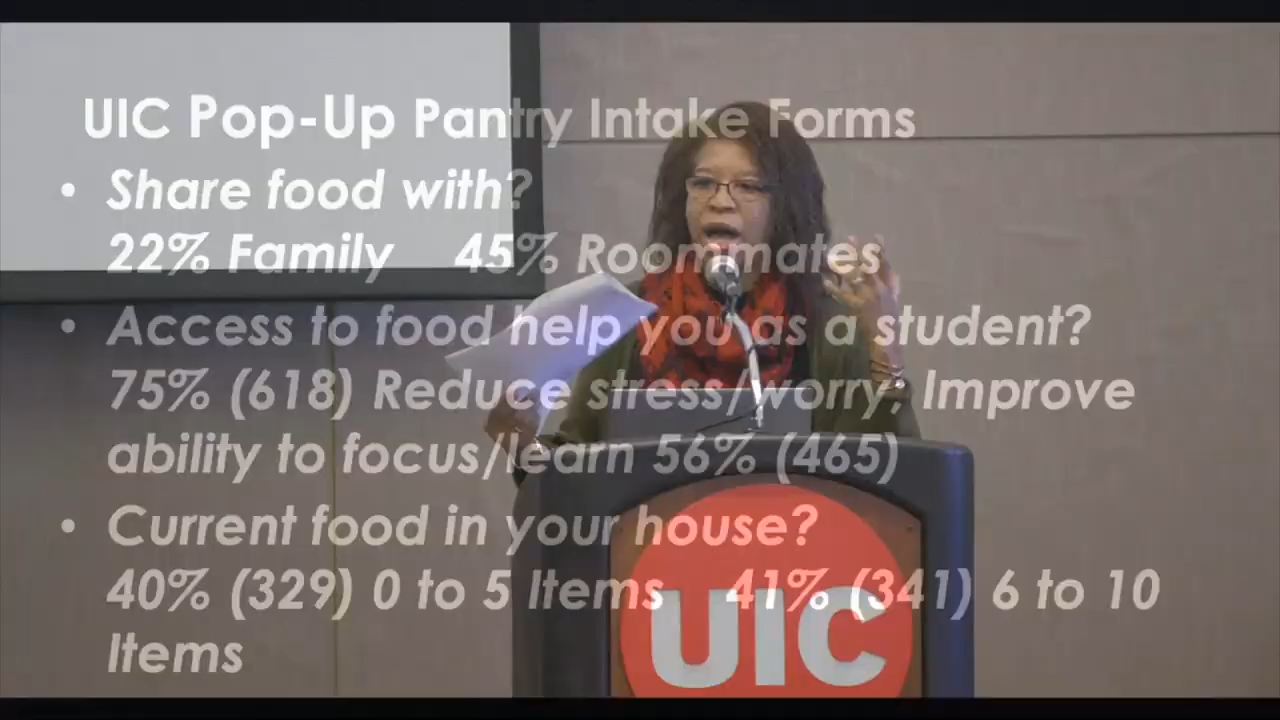 UIC Pop-Up Pantry Intake Forms
• Share food with?
22% Family 45% Roommates
• Access to food help you as a student?
75% (618) Reduce stress/worry; Improve
ability to focus/learn 56% (465)
• Current food in your house?
40% (329) 0 to 5 Items 41% (341) 6 to 10
Items
UIC